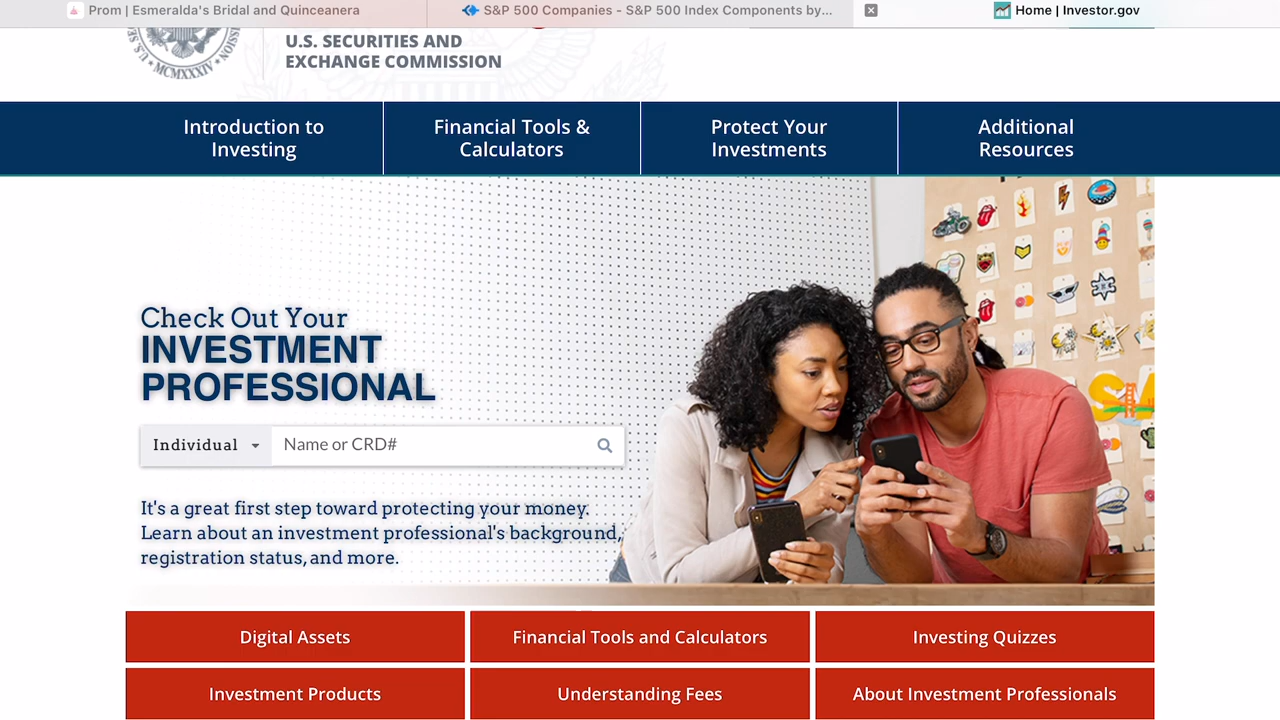 Prom | Esmeralda's Bridal and Quinceanera
S&P 500 Companies - S&P 500 Index Components by...
Home | Investor.gov
MCMXXXIV
U.S. SECURITIES AND
EXCHANGE COMMISSION
Introduction to
Investing
Financial Tools &
Calculators
Protect Your
Investments
Additional
Resources
Check Out Your
INVESTMENT
PROFESSIONAL
Individual
Name or CRD#
It's a great first step toward protecting your money.
Learn about an investment professional's background,
registration status, and more.
Digital Assets
Financial Tools and Calculators
Investing Quizzes
Investment Products
Understanding Fees
About Investment Professionals